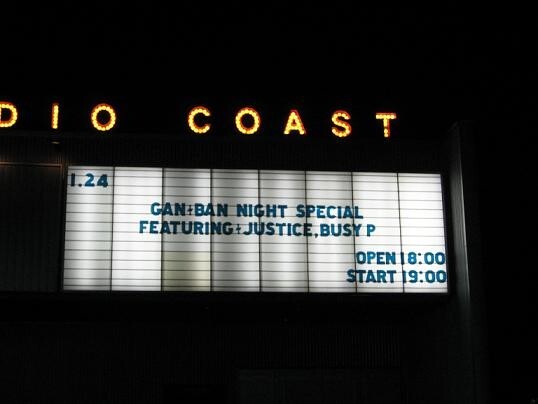 DIO COAST
1.24
GAN-BAN NIGHT SPECIAL
FEATURING:JUSTICE,BUSY P
OPEN 18:00
START 19:00